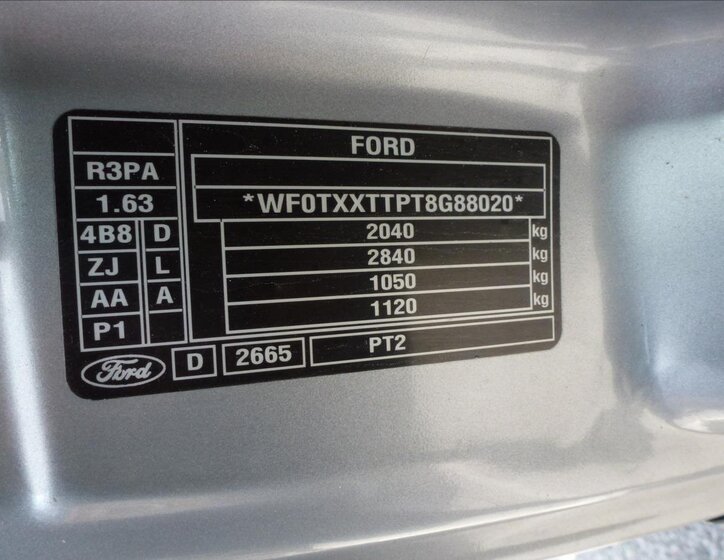 FORD
R3PA
1.63 *WF0TXXTTPT8G88020*
4B8 D 2040 kg
ZJ L 2840 kg
AA A 1050 kg
P1 1120 kg
Ford D 2665 PT2